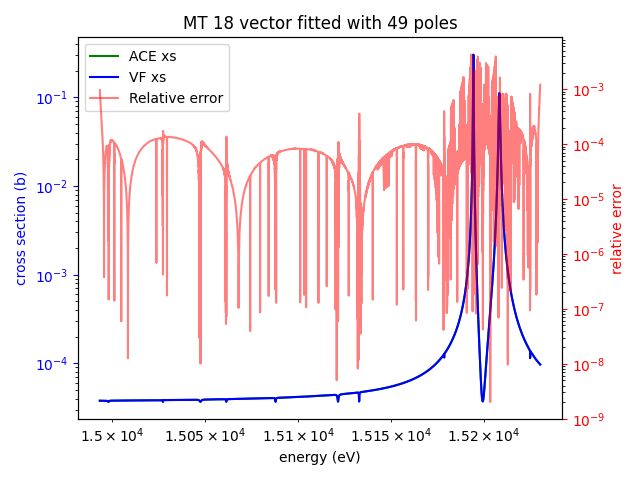 MT 18 vector fitted with 49 poles
ACE xs
VF xs
Relative error
10⁻¹
10⁻²
10⁻³
10⁻⁴
cross section (b)
10⁻³
10⁻⁴
10⁻⁵
10⁻⁶
10⁻⁷
10⁻⁸
10⁻⁹
relative error
1.5 × 10⁴
1.505 × 10⁴
1.51 × 10⁴
1.515 × 10⁴
1.52 × 10⁴
energy (eV)